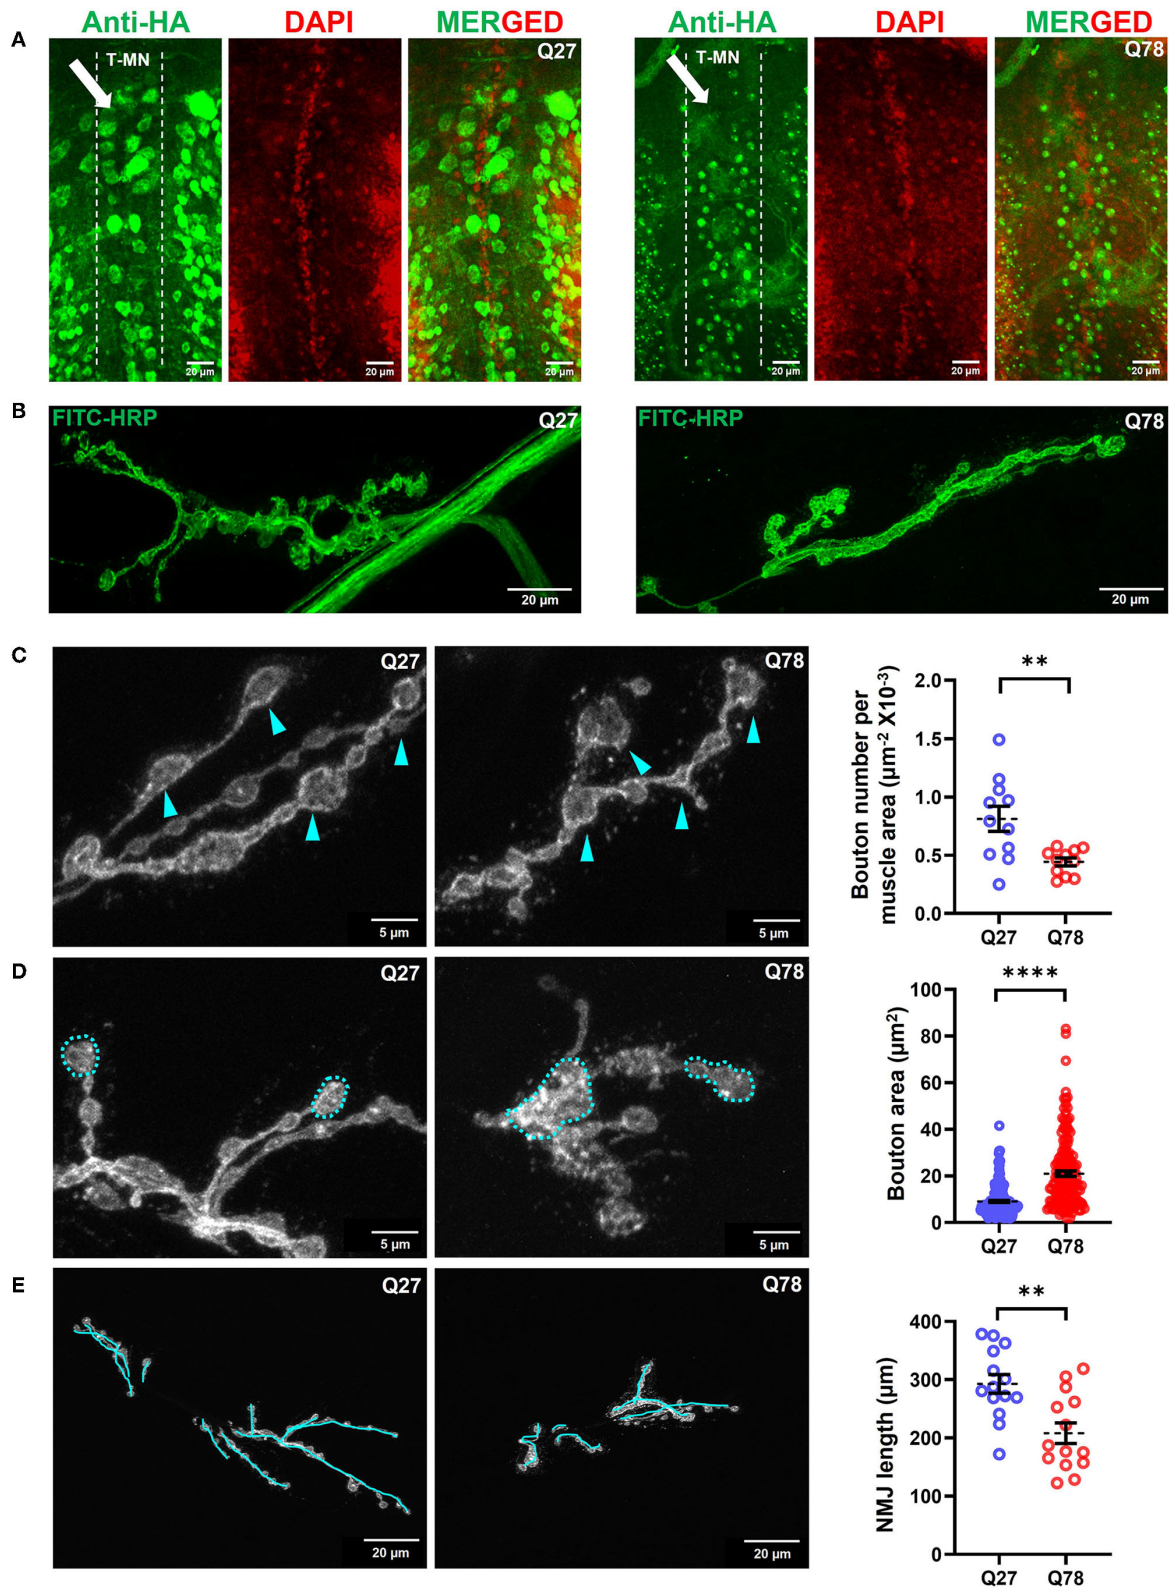 Anti-HA DAPI MERGED Anti-HA DAPI MERGED
A
T-MN Q27 T-MN Q78
20 µm 20 µm 20 µm 20 µm 20 µm 20 µm
B
FITC-HRP Q27 FITC-HRP Q78
20 µm 20 µm
C
Q27 Q78
5 µm 5 µm
Bouton number per
muscle area (µm-2 X10-3)
**
2.0
1.5
1.0
0.5
0.0
Q27 Q78
D
Q27 Q78
5 µm 5 µm
Bouton area (µm2)
****
100
80
60
40
20
0
Q27 Q78
E
Q27 Q78
20 µm 20 µm
NMJ length (µm)
**
400
300
200
100
0
Q27 Q78